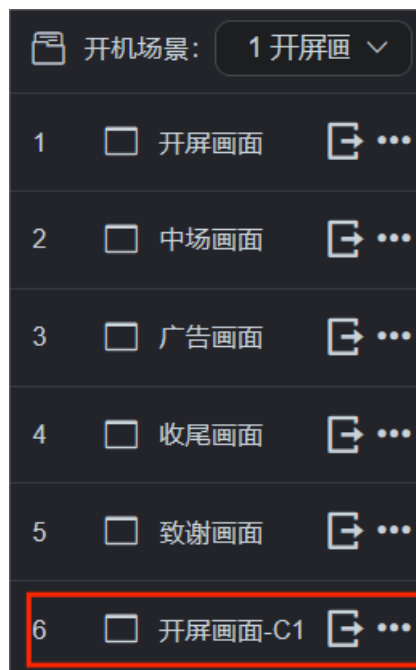 开机场景： 1 开屏画
1 开屏画面
2 中场画面
3 广告画面
4 收尾画面
5 致谢画面
6 开屏画面-C1